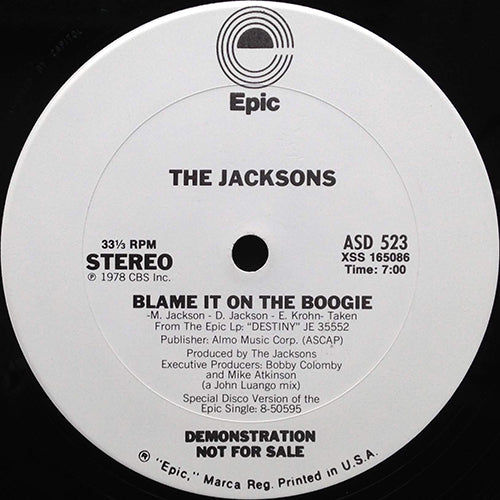 Epic
THE JACKSONS
33⅓ RPM
STEREO
℗ 1978 CBS Inc.
ASD 523
XSS 165086
Time: 7:00
BLAME IT ON THE BOOGIE
-M. Jackson - D. Jackson - E. Krohn- Taken
From The Epic Lp: "DESTINY" JE 35552
Publisher: Almo Music Corp. (ASCAP)
Produced by The Jacksons
Executive Producers: Bobby Colomby
and Mike Atkinson
(a John Luango mix)
Special Disco Version of the
Epic Single: 8-50595
DEMONSTRATION
NOT FOR SALE
® "Epic," Marca Reg. Printed in U.S.A.